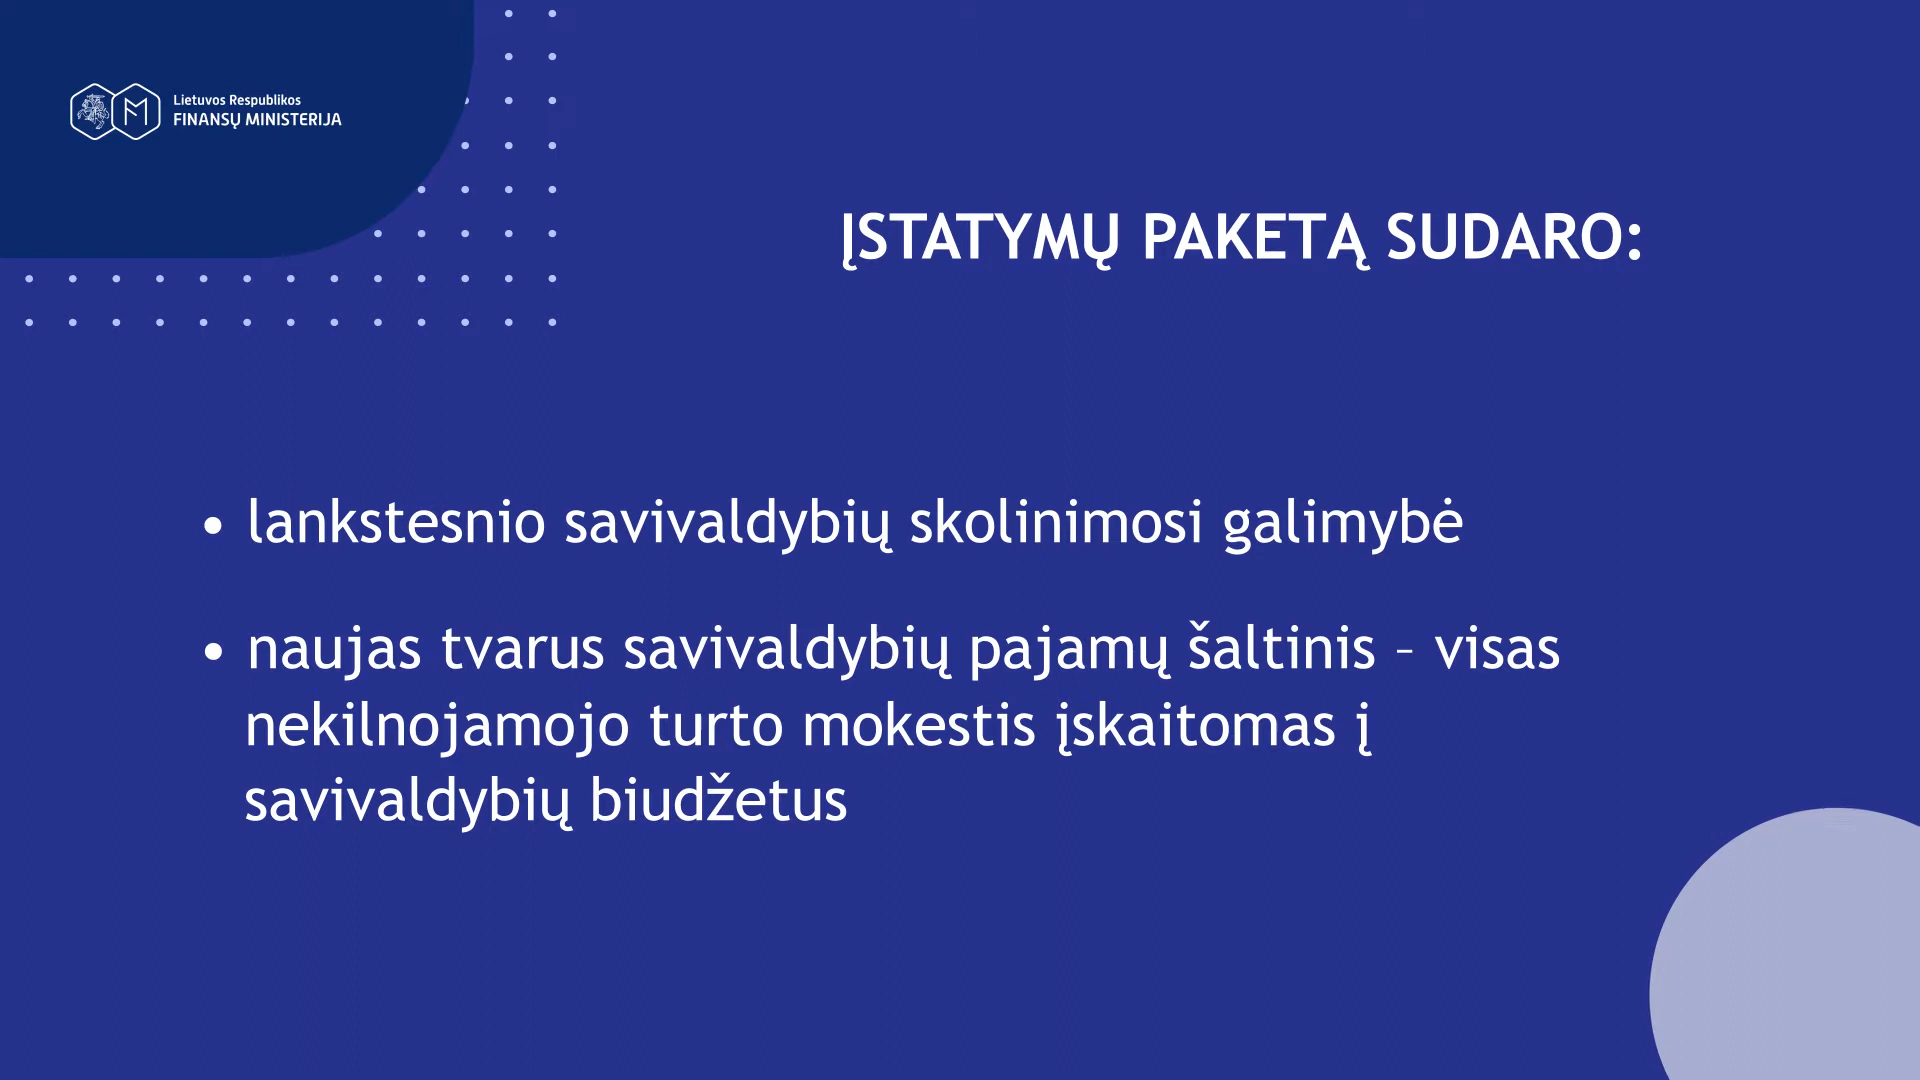 Lietuvos Respublikos
FINANSŲ MINISTERIJA
ĮSTATYMŲ PAKETĄ SUDARO:
• lankstesnio savivaldybių skolinimosi galimybė
• naujas tvarus savivaldybių pajamų šaltinis – visas
nekilnojamojo turto mokestis įskaitomas į
savivaldybių biudžetus